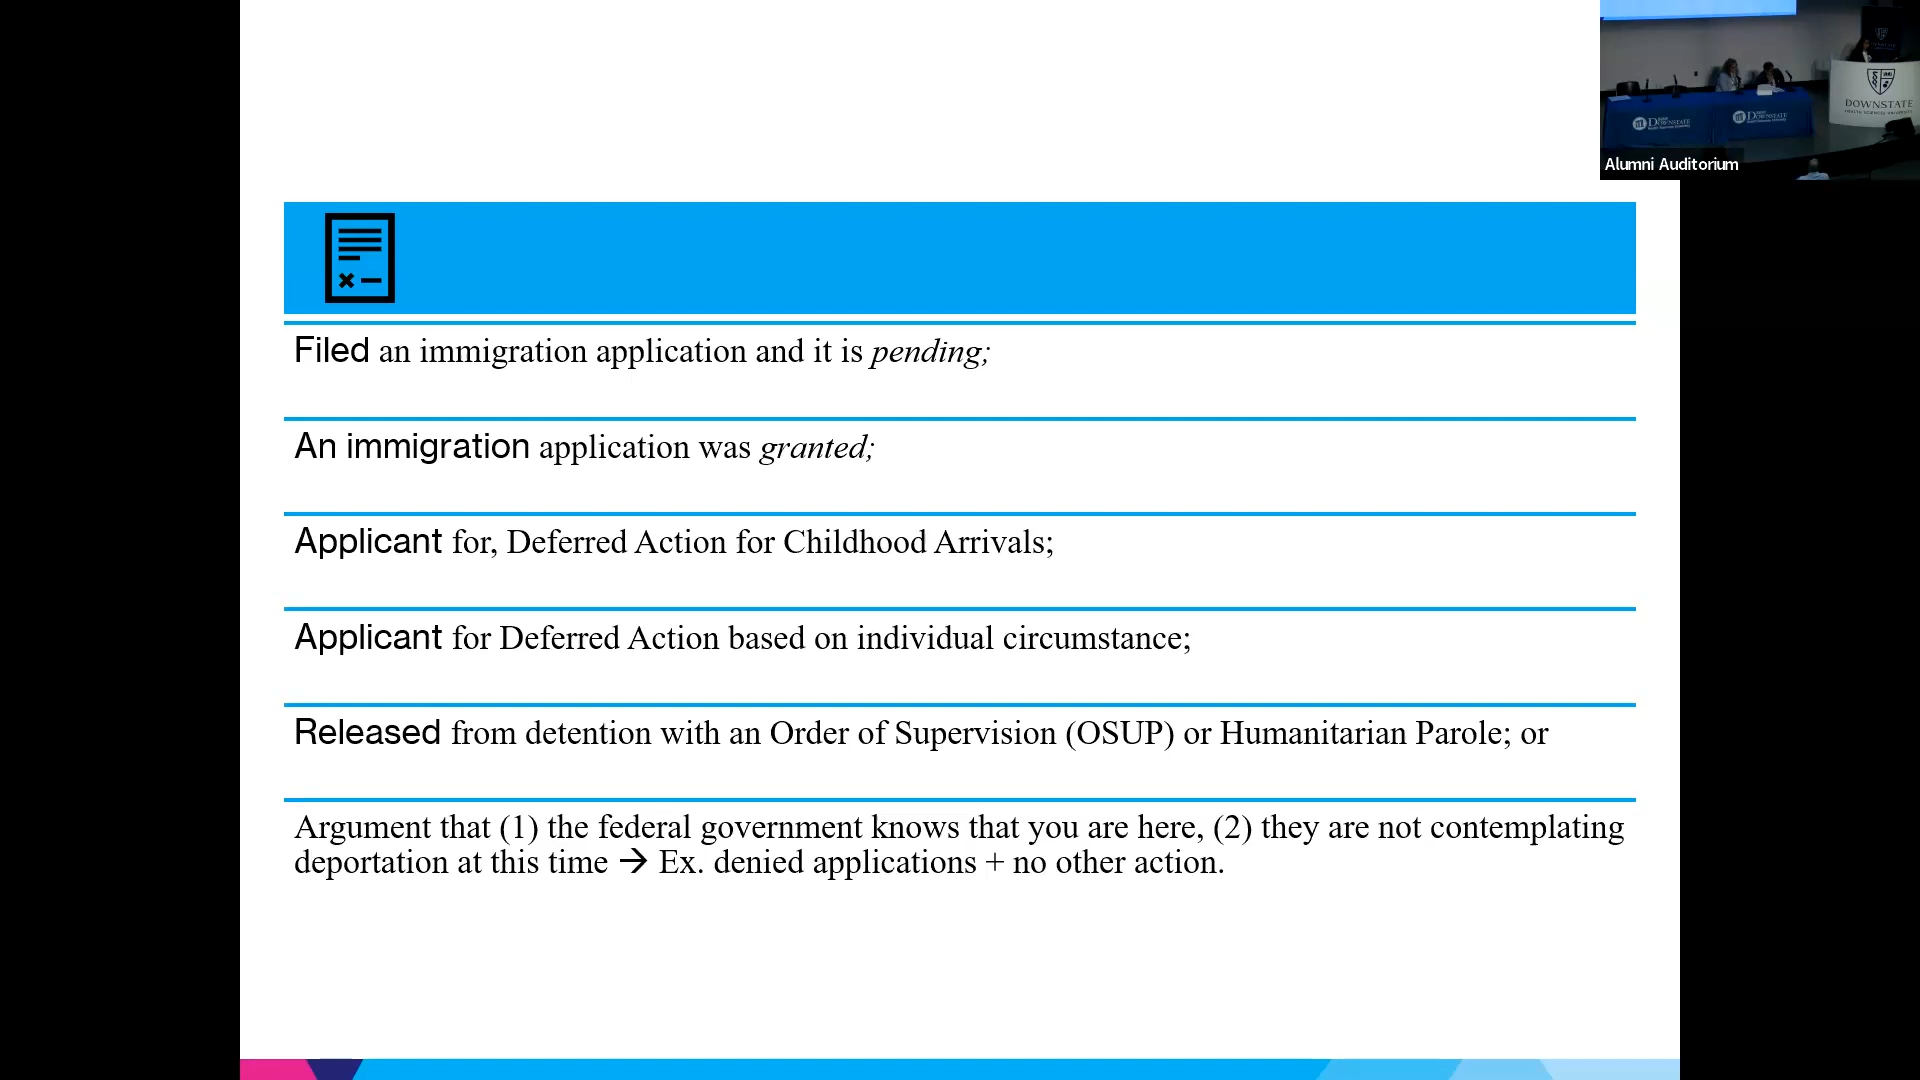 Filed an immigration application and it is pending;
An immigration application was granted;
Applicant for, Deferred Action for Childhood Arrivals;
Applicant for Deferred Action based on individual circumstance;
Released from detention with an Order of Supervision (OSUP) or Humanitarian Parole; or
Argument that (1) the federal government knows that you are here, (2) they are not contemplating
deportation at this time → Ex. denied applications + no other action.
DOWNSTATE
DOWNSTATE
DOWNSTATE
Alumni Auditorium